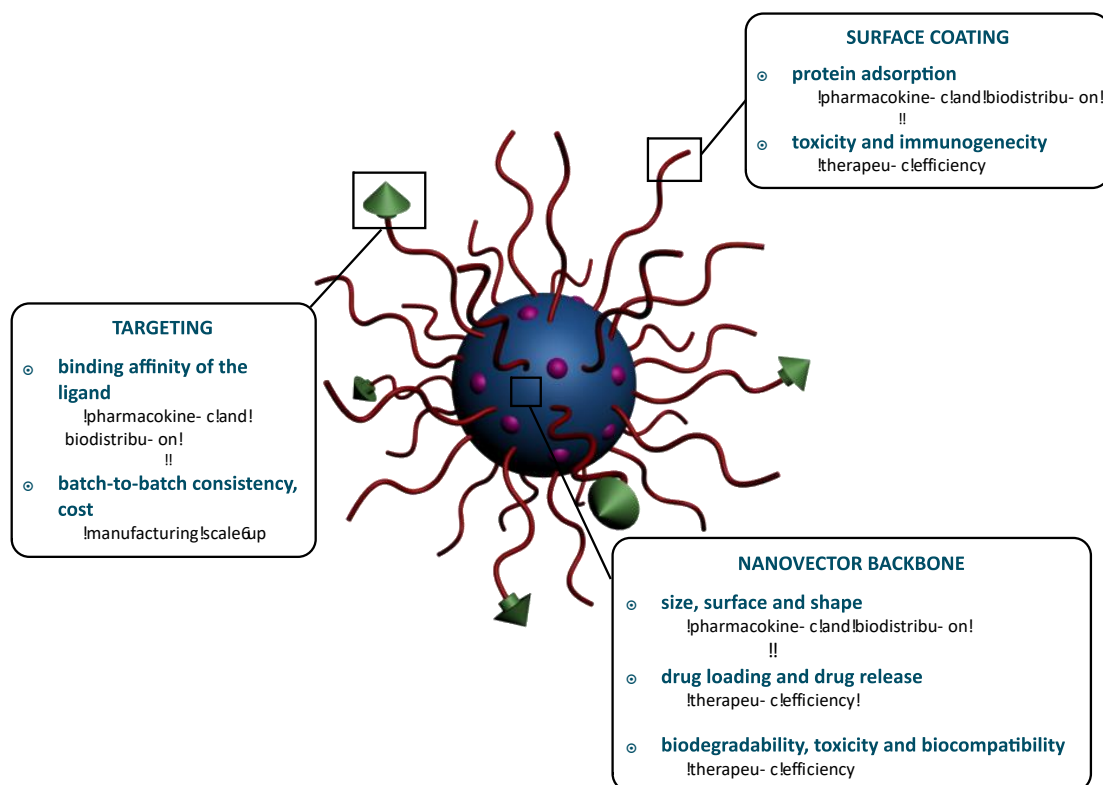 SURFACE COATING
protein adsorption
!pharmacokine- c!and!biodistribu- on!
!!
toxicity and immunogenecity
!therapeu- c!efficiency
TARGETING
binding affinity of the
ligand
!pharmacokine- c!and!
biodistribu- on!
!!
batch-to-batch consistency,
cost
!manufacturing!scale6up
NANOVECTOR BACKBONE
size, surface and shape
!pharmacokine- c!and!biodistribu- on!
!!
drug loading and drug release
!therapeu- c!efficiency!
biodegradability, toxicity and biocompatibility
!therapeu- c!efficiency